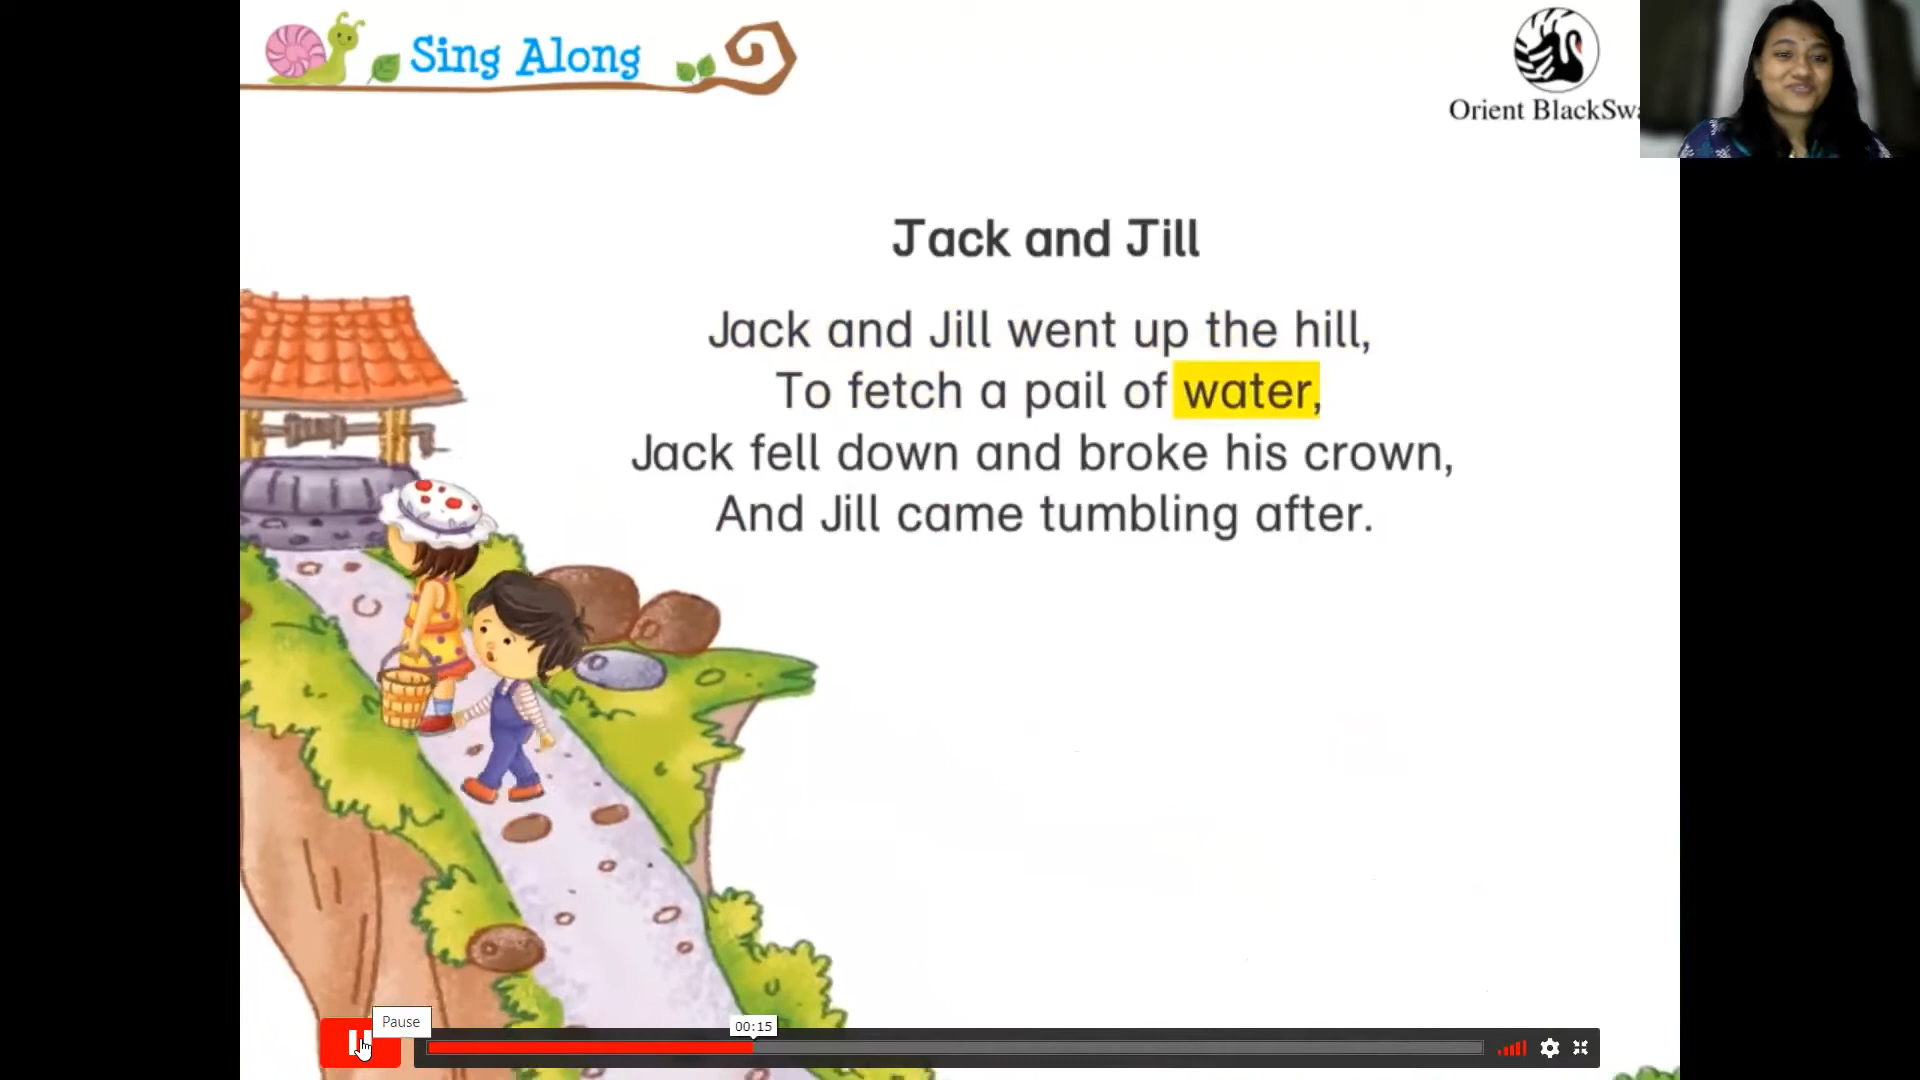 Sing Along
Orient BlackSwa
Jack and Jill
Jack and Jill went up the hill,
To fetch a pail of water,
Jack fell down and broke his crown,
And Jill came tumbling after.
Pause
00:15